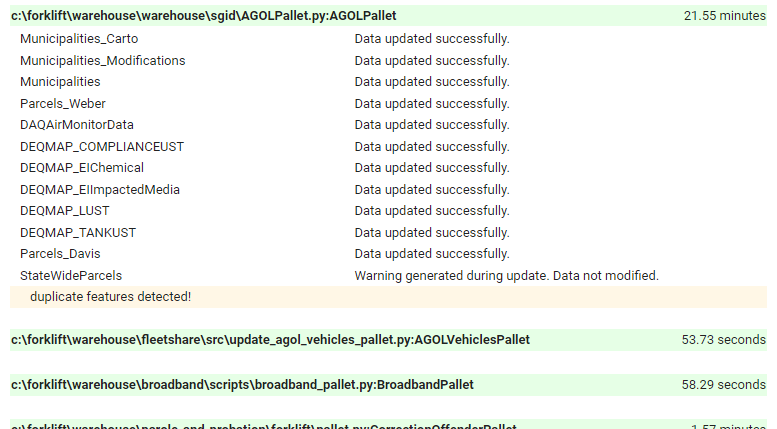 c:\forklift\warehouse\warehouse\sgid\AGOLPallet.py:AGOLPallet 21.55 minutes
Municipalities_Carto Data updated successfully.
Municipalities_Modifications Data updated successfully.
Municipalities Data updated successfully.
Parcels_Weber Data updated successfully.
DAQAirMonitorData Data updated successfully.
DEQMAP_COMPLIANCEUST Data updated successfully.
DEQMAP_EIChemical Data updated successfully.
DEQMAP_EIImpactedMedia Data updated successfully.
DEQMAP_LUST Data updated successfully.
DEQMAP_TANKUST Data updated successfully.
Parcels_Davis Data updated successfully.
StateWideParcels Warning generated during update. Data not modified.
duplicate features detected!
c:\forklift\warehouse\fleetshare\src\update_agol_vehicles_pallet.py:AGOLVehiclesPallet 53.73 seconds
c:\forklift\warehouse\broadband\scripts\broadband_pallet.py:BroadbandPallet 58.29 seconds
c:\forklift\warehouse\parole-and-probation\forklift\pallet.py:CorrectionOffenderPallet 1.57 minutes